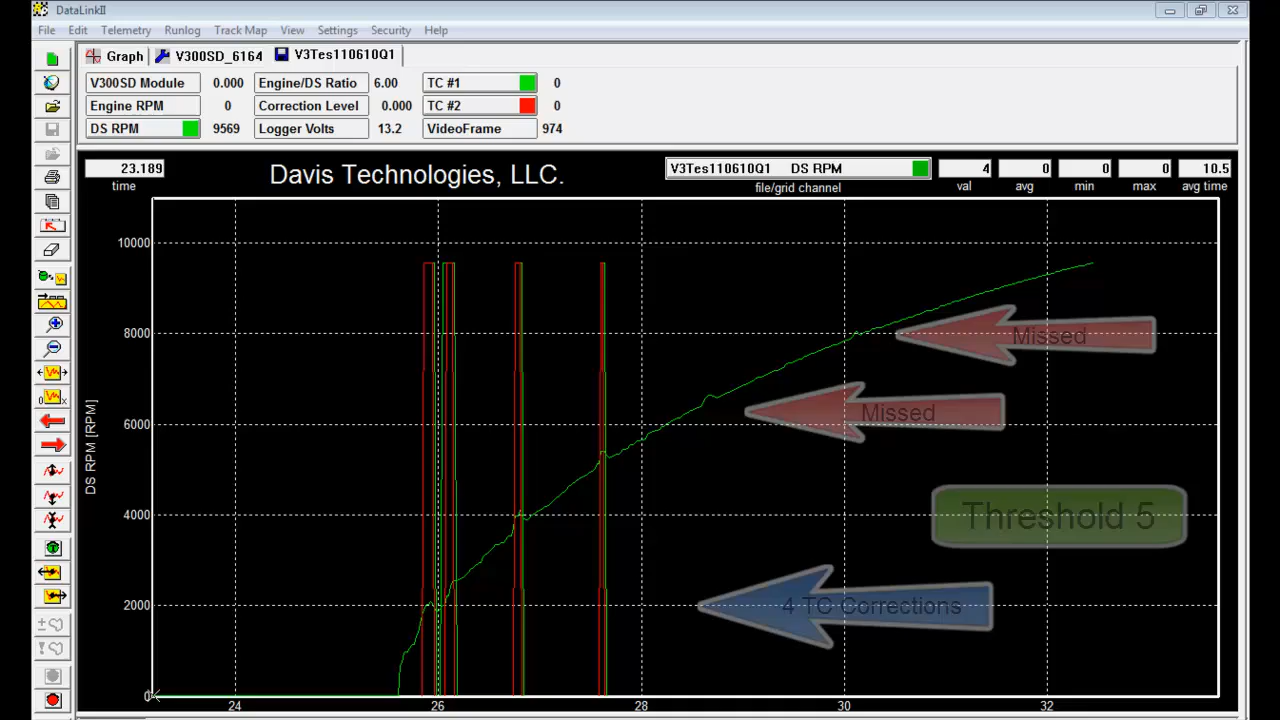 DataLinkII
File Edit Telemetry Runlog Track Map View Settings Security Help
Graph V300SD_6164 V3Tes110610Q1
V300SD Module 0.000 Engine/DS Ratio 6.00 TC #1 0
Engine RPM 0 Correction Level 0.000 TC #2 0
DS RPM 9569 Logger Volts 13.2 VideoFrame 974
23.189 Davis Technologies, LLC. V3Tes110610Q1 DS RPM 4 0 0 0 10.5
time file/grid channel val avg min max avg time
10000
8000
Missed
6000
Missed
DS RPM [RPM]
4000
Threshold 5
2000
4 TC Corrections
0
24 26 28 30 32